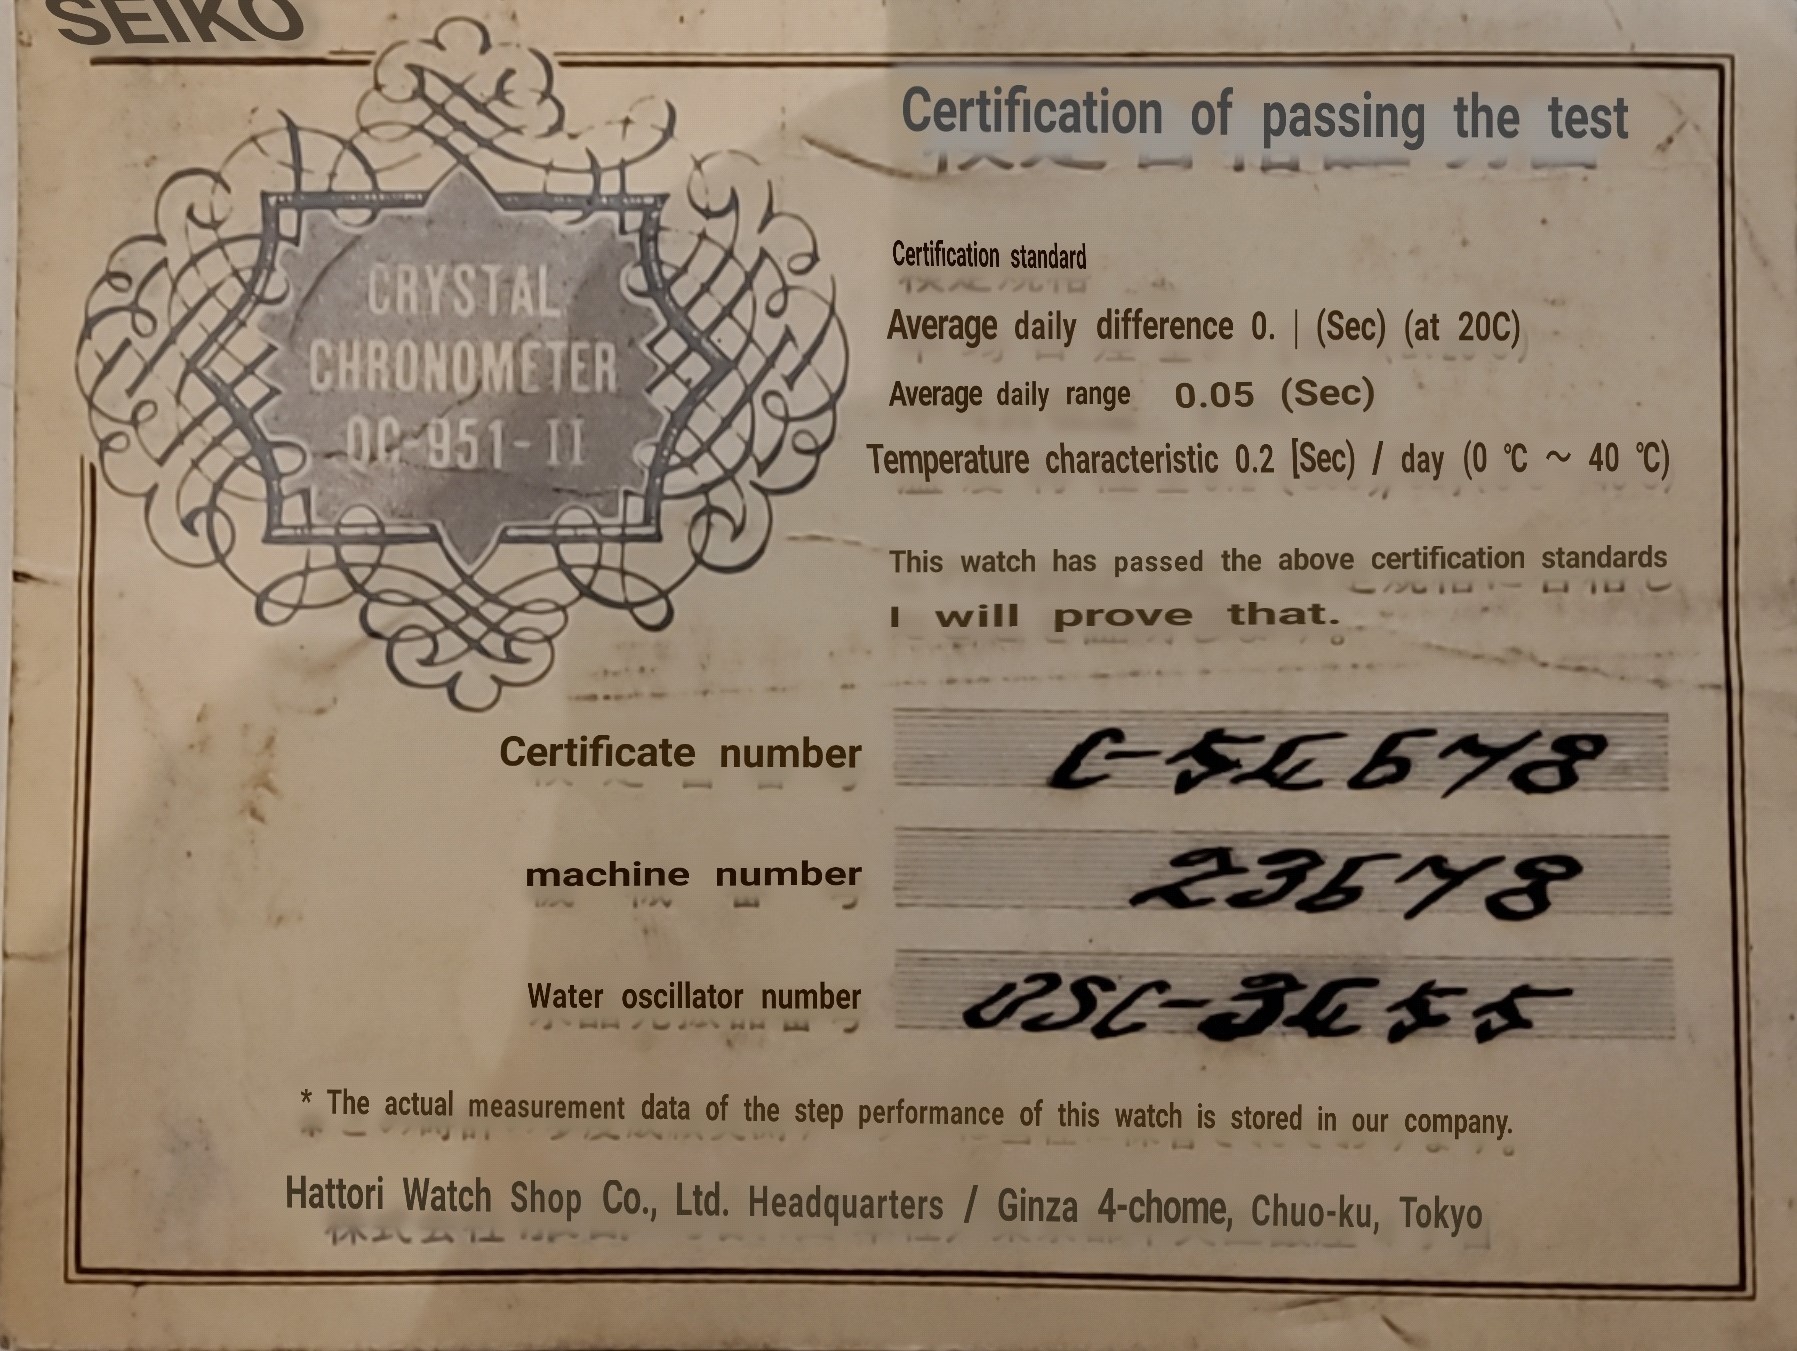 SEIKO
Certification of passing the test
CRYSTAL
CHRONOMETER
QC-951-II
Certification standard
Average daily difference 0. | (Sec) (at 20C)
Average daily range 0.05 (Sec)
Temperature characteristic 0.2 [Sec) / day (0 ℃ ~ 40 ℃)
This watch has passed the above certification standards
I will prove that.
Certificate number
machine number
Water oscillator number
* The actual measurement data of the step performance of this watch is stored in our company.
Hattori Watch Shop Co., Ltd. Headquarters / Ginza 4-chome, Chuo-ku, Tokyo